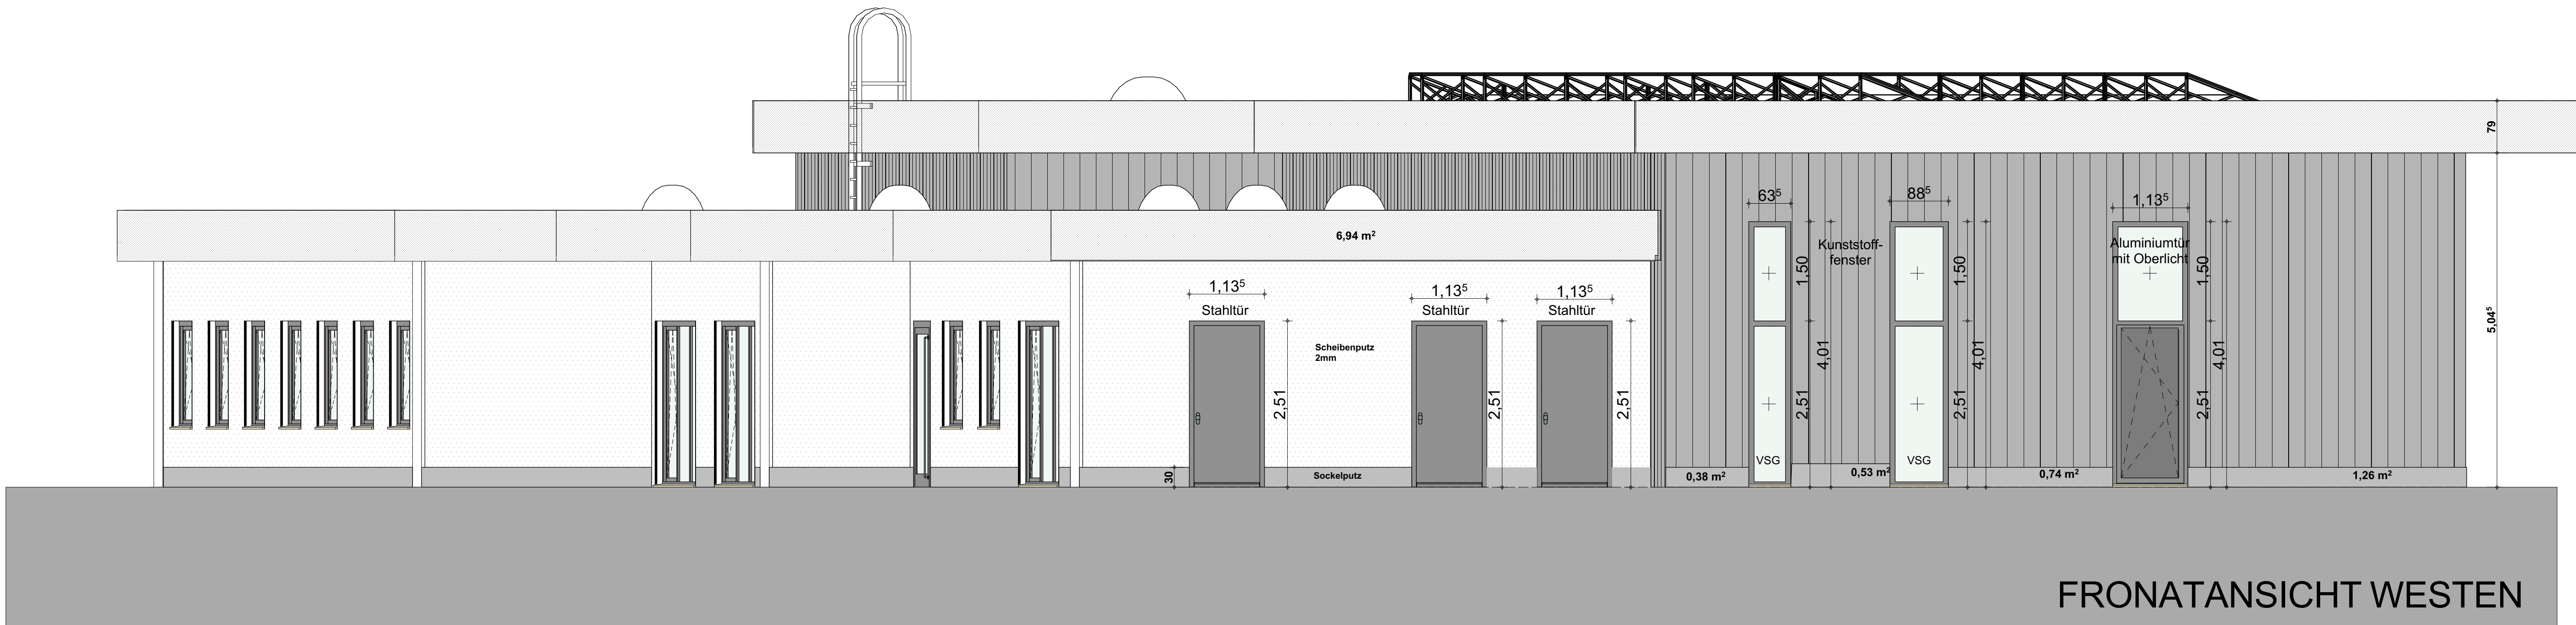 79
63⁵
88⁵
1,13⁵
6,94 m²
Kunststoff-
fenster
Aluminiumtür
mit Oberlicht
1,50
1,50
1,50
1,13⁵
1,13⁵
1,13⁵
Stahltür
Stahltür
Stahltür
5,04⁵
Scheibenputz
2mm
4,01
4,01
4,01
2,51
2,51
2,51
2,51
2,51
2,51
VSG
VSG
30
Sockelputz
0,38 m²
0,53 m²
0,74 m²
1,26 m²
FRONATANSICHT WESTEN